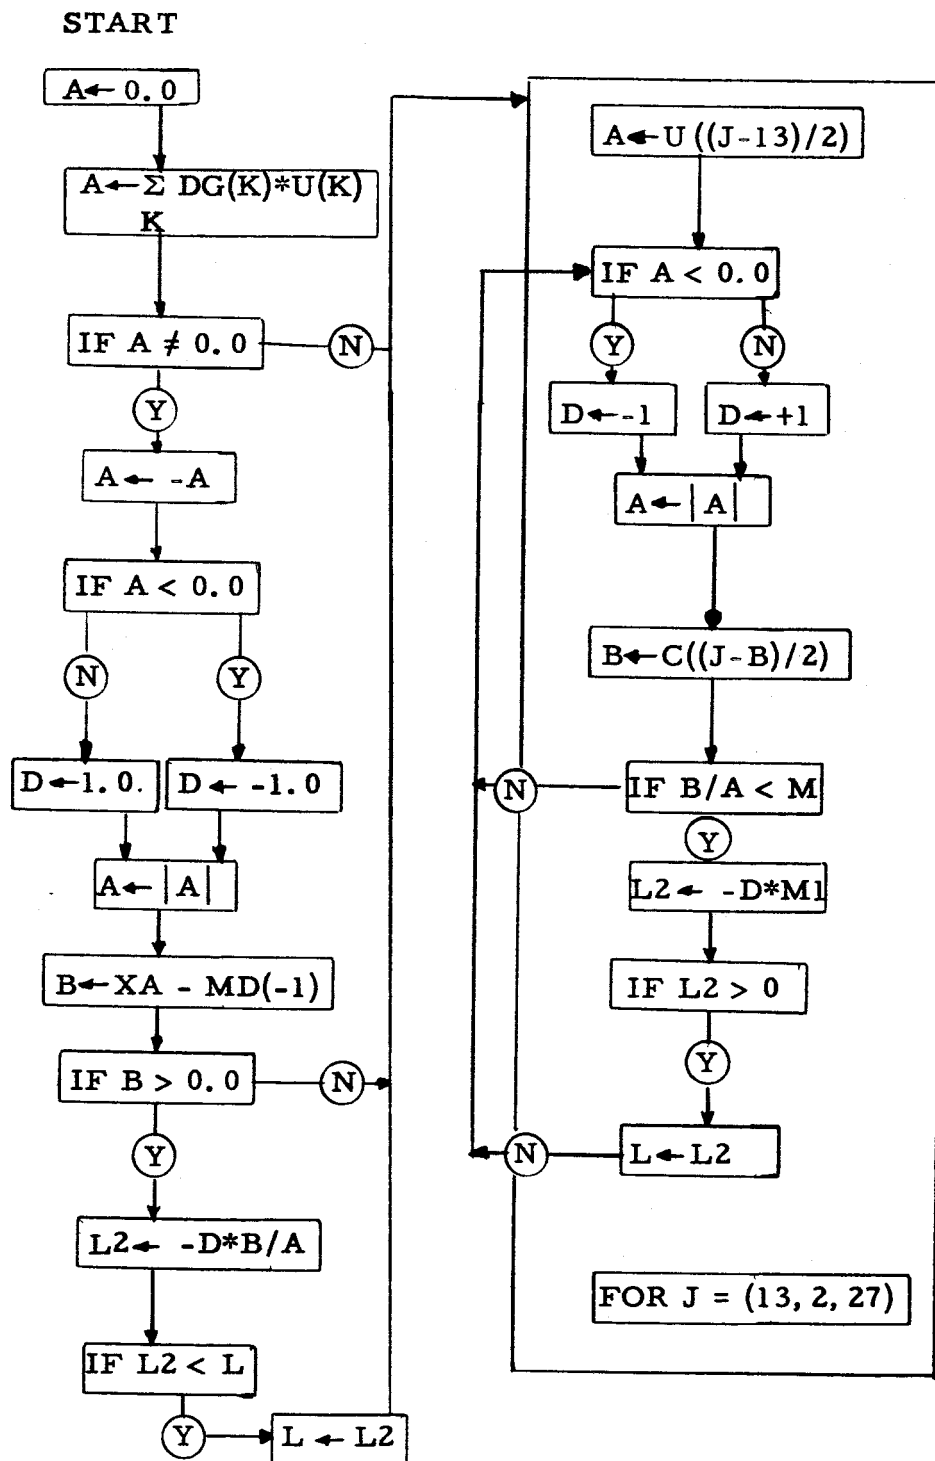 START
A←0.0
A←Σ DG(K)*U(K)
K
IF A ≠ 0.0
N
Y
A← -A
IF A < 0.0
N
Y
D←1.0.
D← -1.0
A← |A|
B←XA - MD(-1)
IF B > 0.0
N
Y
L2← -D*B/A
IF L2 < L
Y
L ← L2
A←U((J-13)/2)
IF A < 0.0
Y
N
D←-1
D←+1
A←|A|
B←C((J-B)/2)
IF B/A < M
N
Y
L2← -D*M1
IF L2 > 0
Y
L←L2
N
FOR J = (13, 2, 27)